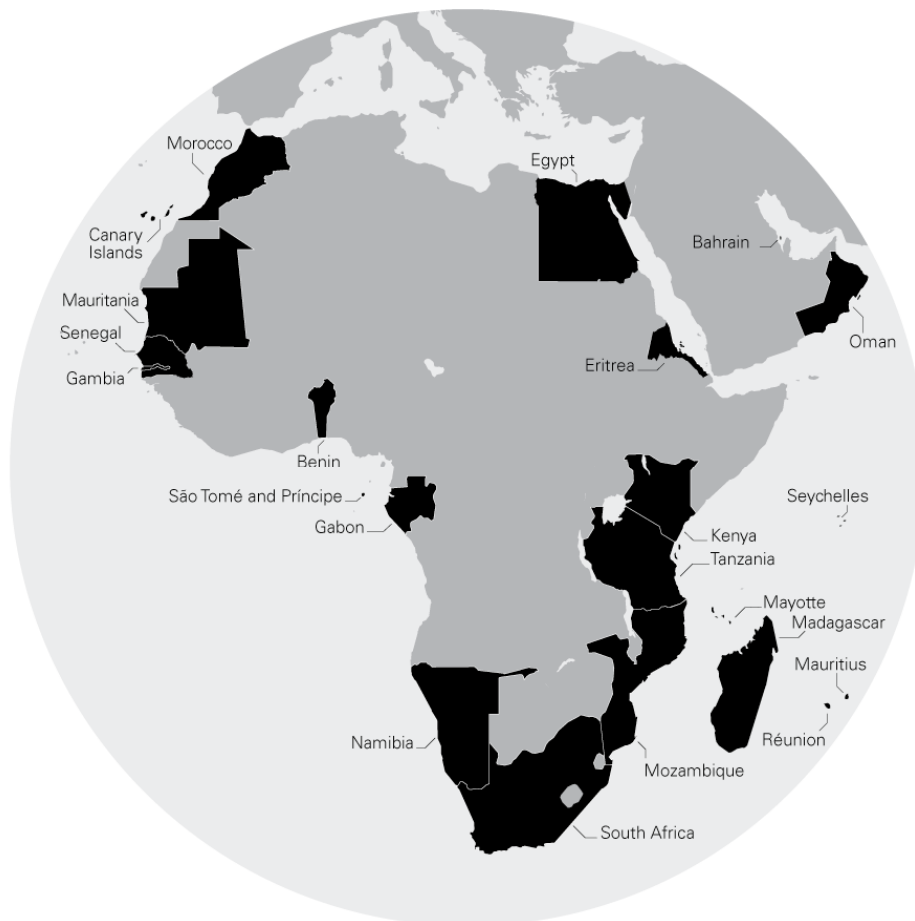 Morocco
Egypt
Canary
Islands
Bahrain
Mauritania
Senegal
Gambia
Oman
Eritrea
Benin
São Tomé and Príncipe
Gabon
Seychelles
Kenya
Tanzania
Mayotte
Madagascar
Mauritius
Réunion
Namibia
Mozambique
South Africa